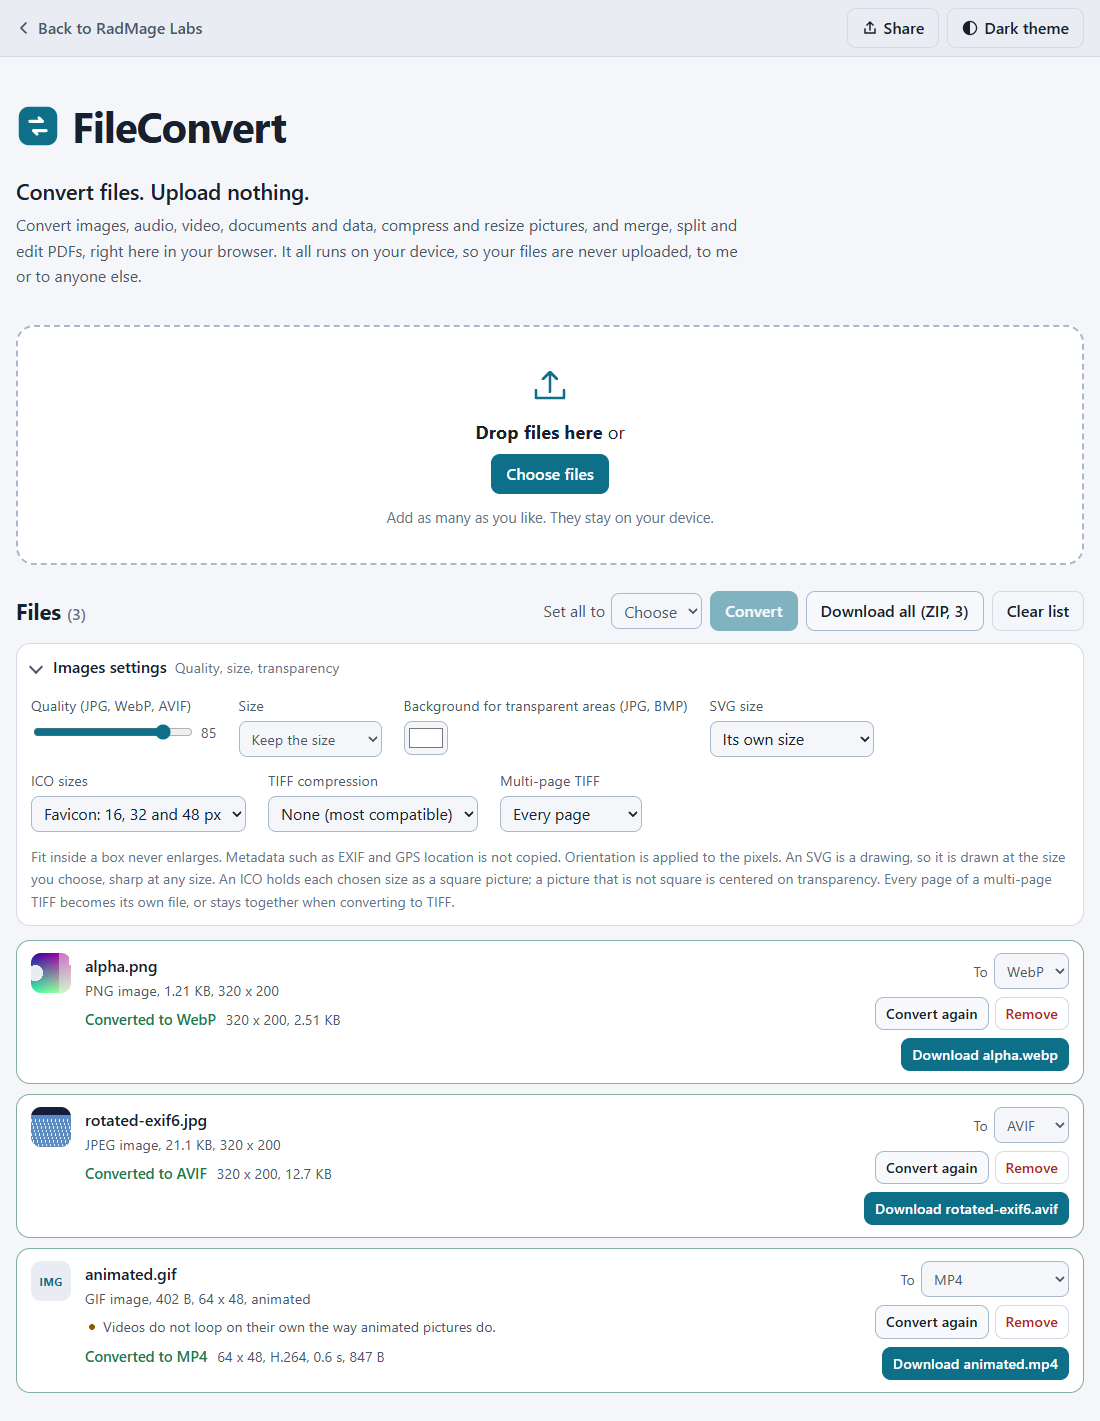 Back to RadMage Labs
Share
Dark theme
FileConvert
Convert files. Upload nothing.
Convert images, audio, video, documents and data, compress and resize pictures, and merge, split and
edit PDFs, right here in your browser. It all runs on your device, so your files are never uploaded, to me
or to anyone else.
Drop files here or
Choose files
Add as many as you like. They stay on your device.
Files (3)
Set all to
Choose
Convert
Download all (ZIP, 3)
Clear list
Images settings Quality, size, transparency
Quality (JPG, WebP, AVIF)
85
Size
Keep the size
Background for transparent areas (JPG, BMP)
SVG size
Its own size
ICO sizes
Favicon: 16, 32 and 48 px
TIFF compression
None (most compatible)
Multi-page TIFF
Every page
Fit inside a box never enlarges. Metadata such as EXIF and GPS location is not copied. Orientation is applied to the pixels. An SVG is a drawing, so it is drawn at the size
you choose, sharp at any size. An ICO holds each chosen size as a square picture; a picture that is not square is centered on transparency. Every page of a multi-page
TIFF becomes its own file, or stays together when converting to TIFF.
alpha.png
PNG image, 1.21 KB, 320 x 200
Converted to WebP 320 x 200, 2.51 KB
To
WebP
Convert again
Remove
Download alpha.webp
rotated-exif6.jpg
JPEG image, 21.1 KB, 320 x 200
Converted to AVIF 320 x 200, 12.7 KB
To
AVIF
Convert again
Remove
Download rotated-exif6.avif
IMG
animated.gif
GIF image, 402 B, 64 x 48, animated
Videos do not loop on their own the way animated pictures do.
Converted to MP4 64 x 48, H.264, 0.6 s, 847 B
To
MP4
Convert again
Remove
Download animated.mp4